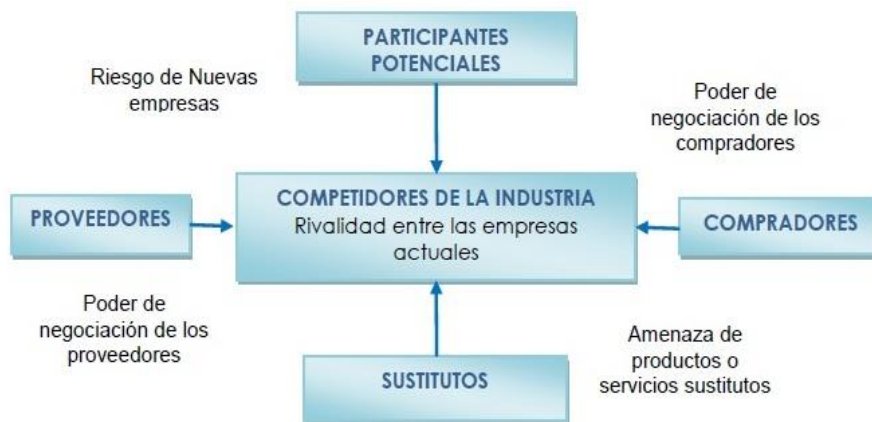 PARTICIPANTES
POTENCIALES
Riesgo de Nuevas
empresas
Poder de
negociación de los
compradores
COMPETIDORES DE LA INDUSTRIA
Rivalidad entre las empresas
actuales
PROVEEDORES
COMPRADORES
Poder de
negociación de los
proveedores
Amenaza de
productos o
servicios sustitutos
SUSTITUTOS